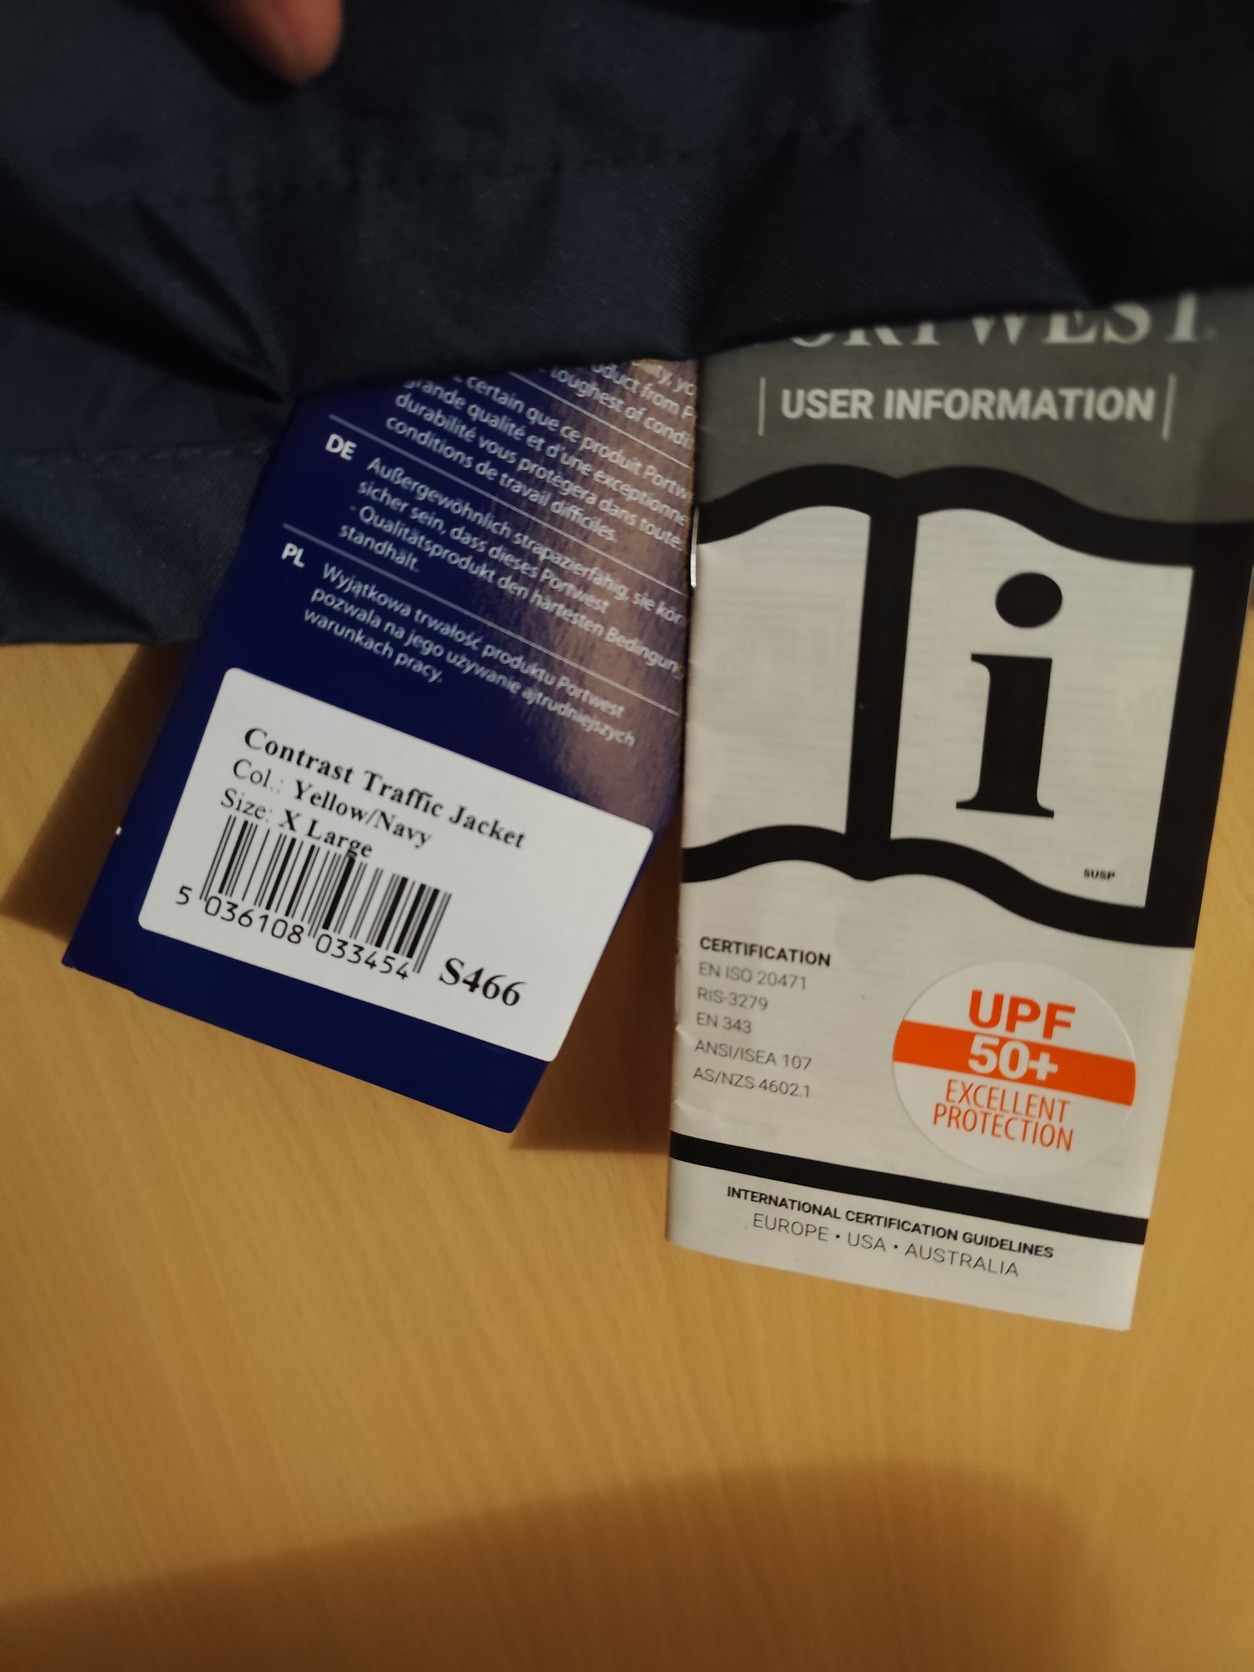 certain que ce produit
grande qualité et d'une exceptionne
durabilité vous protégera dans toute
conditions de travail difficiles.
DE
Außergewöhnlich strapazierfähig, sie kön
sicher sein, dass dieses Portwest
- Qualitätsprodukt den härtesten Bedingun
standhält.
PL
Wyjątkowa trwałość produktu Portwest
pozwala na jego używanie ajtrudniejszych
warunkach pracy.
Contrast Traffic Jacket
Col.: Yellow/Navy
Size: X Large
5 036108 033454
S466
USER INFORMATION
i
SUSP
CERTIFICATION
EN ISO 20471
RIS-3279
EN 343
ANSI/ISEA 107
AS/NZS 4602.1
UPF
50+
EXCELLENT
PROTECTION
INTERNATIONAL CERTIFICATION GUIDELINES
EUROPE • USA • AUSTRALIA